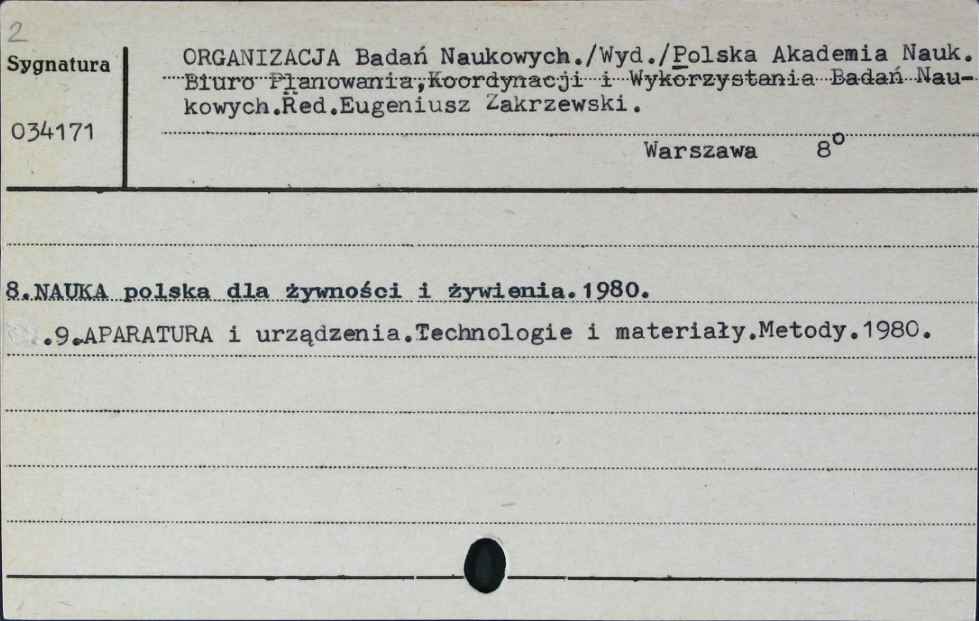 2
Sygnatura
034171
ORGANIZACJA Badań Naukowych./Wyd./Polska Akademia Nauk.
Biuro Planowania,Koordynacji i Wykorzystania Badań Nau-
kowych.Red.Eugeniusz Zakrzewski.
Warszawa 8°
8.NAUKA polska dla żywności i żywienia.1980.
.9.APARATURA i urządzenia.Technologie i materiały.Metody.1980.